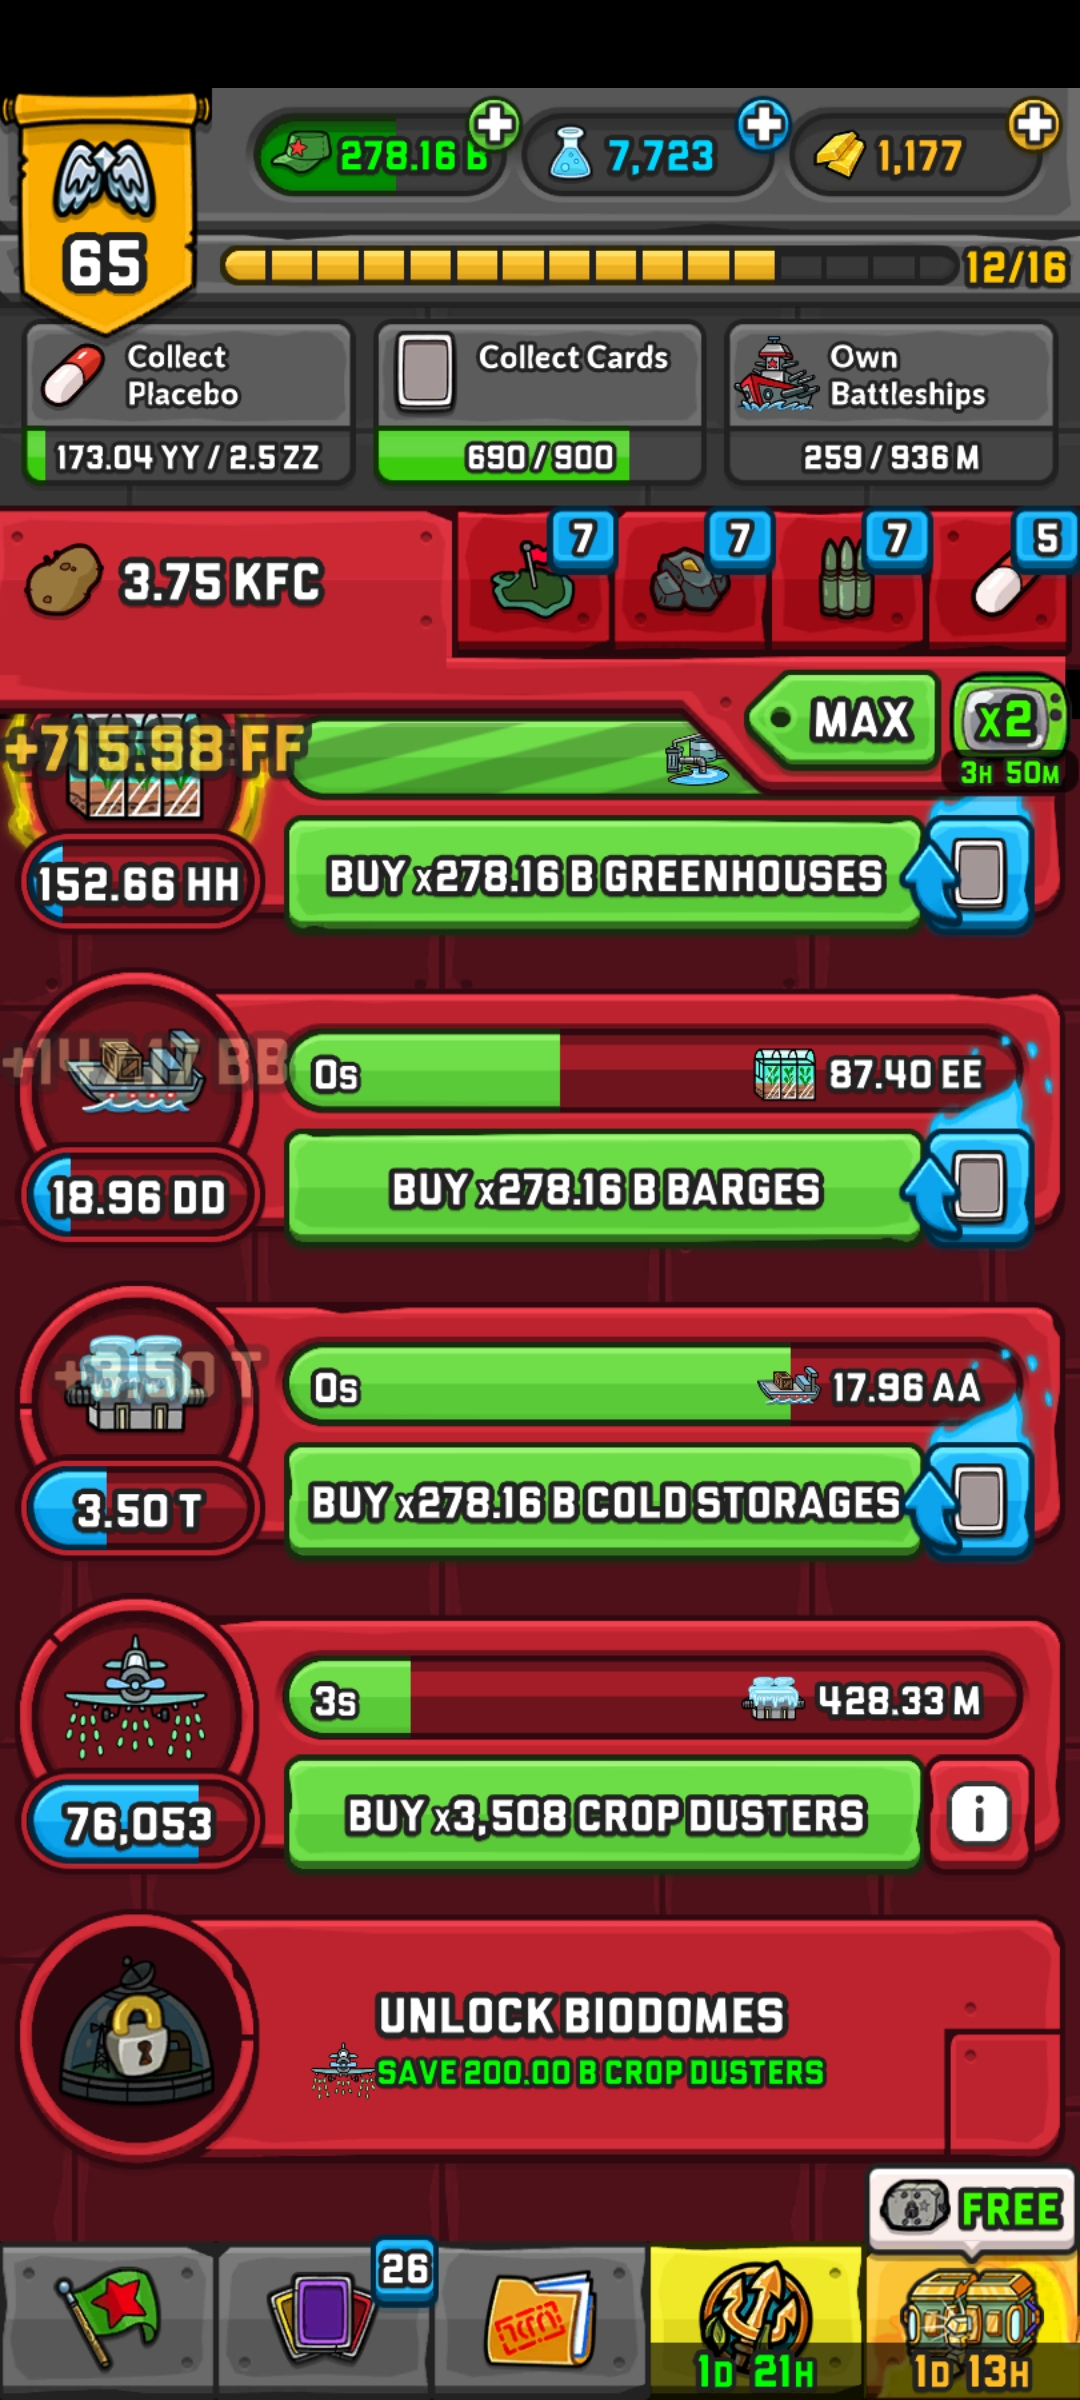 65
278.16 B
7,723
1,177
12/16
Collect
Placebo
173.04 YY / 2.5 ZZ
Collect Cards
690 / 900
Own
Battleships
259 / 936 M
3.75 KFC
7
7
7
5
MAX
x2
3H 50M
+715.98 FF
152.66 HH
BUY x278.16 B GREENHOUSES
+147.17 BB
0s
87.40 EE
18.96 DD
BUY x278.16 B BARGES
+3.50 T
0s
17.96 AA
3.50 T
BUY x278.16 B COLD STORAGES
3s
428.33 M
76,053
BUY x3,508 CROP DUSTERS
i
UNLOCK BIODOMES
SAVE 200.00 B CROP DUSTERS
FREE
26
1D 21H
1D 13H